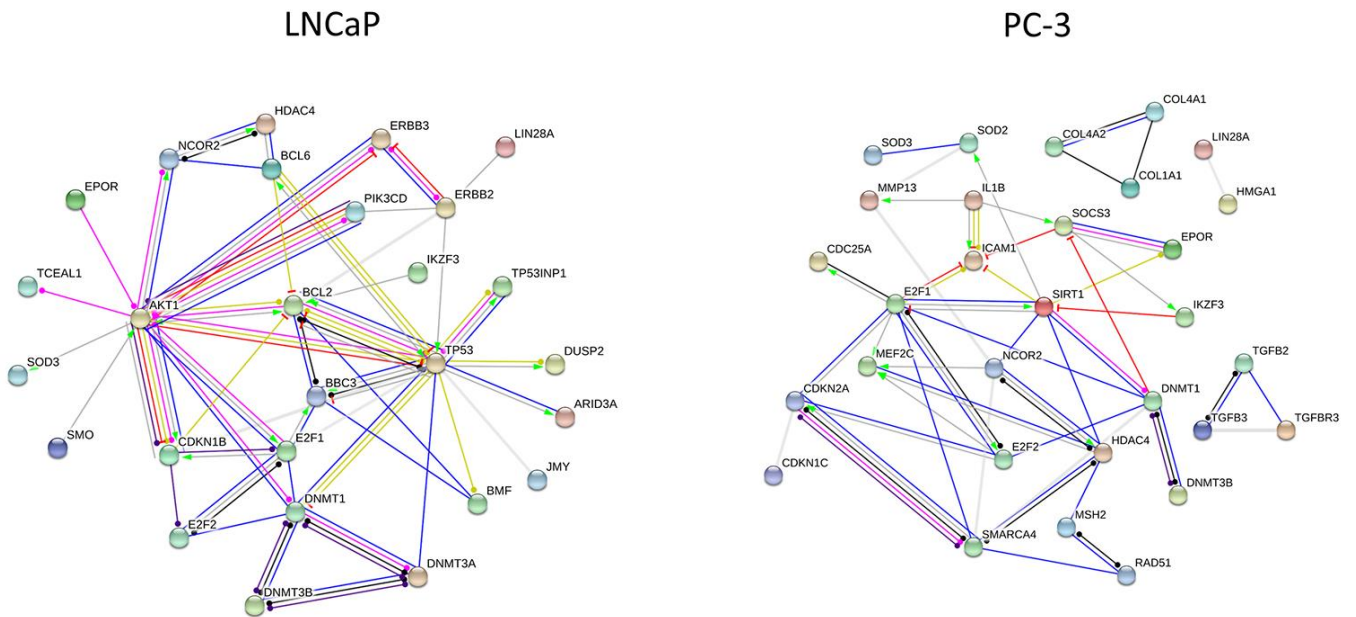 LNCaP
HDAC4
ERBB3
LIN28A
NCOR2
BCL6
EPOR
PIK3CD
ERBB2
TCEAL1
IKZF3
TP53INP1
AKT1
BCL2
SOD3
TP53
DUSP2
BBC3
ARID3A
SMO
CDKN1B
E2F1
JMY
DNMT1
BMF
E2F2
DNMT3A
DNMT3B
PC-3
COL4A1
SOD2
COL4A2
LIN28A
SOD3
COL1A1
MMP13
IL1B
HMGA1
SOCS3
EPOR
CDC25A
ICAM1
E2F1
SIRT1
IKZF3
MEF2C
NCOR2
TGFB2
CDKN2A
DNMT1
TGFB3
TGFBR3
E2F2
HDAC4
CDKN1C
DNMT3B
MSH2
SMARCA4
RAD51